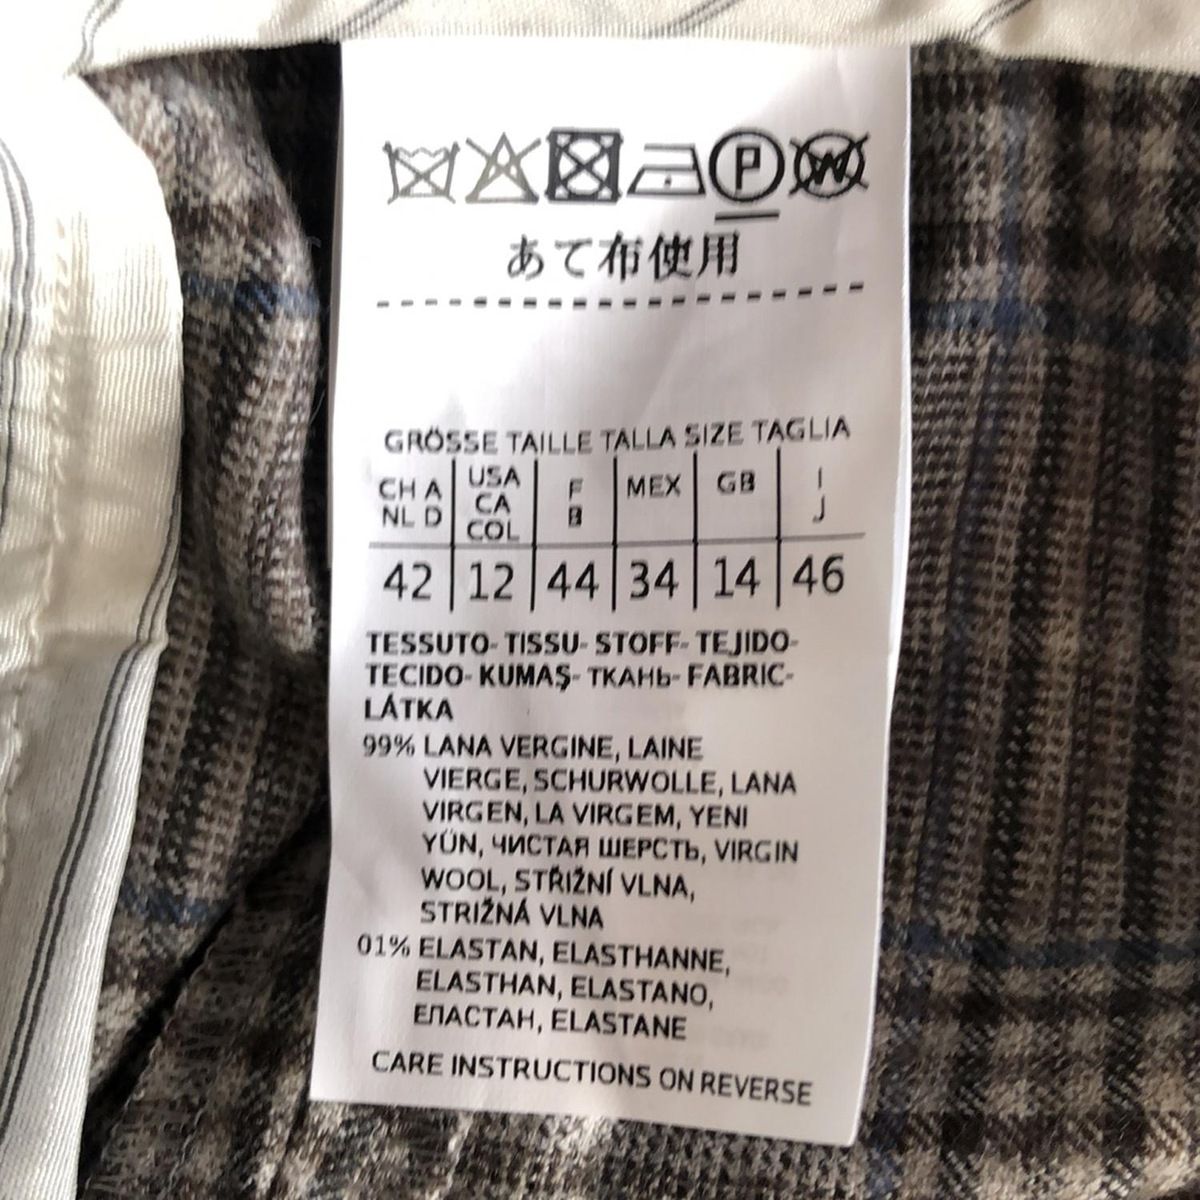 P W
あて布使用
GRÖSSE TAILLE TALLA SIZE TAGLIA
CH A NL D USA CA COL F B MEX GB I J
42 12 44 34 14 46
TESSUTO- TISSU- STOFF- TEJIDO-
TECIDO- KUMAŞ- ТКАНЬ- FABRIC-
LÁTKA
99% LANA VERGINE, LAINE
VIERGE, SCHURWOLLE, LANA
VIRGEN, LA VIRGEM, YENI
YÜN, ЧИСТАЯ ШЕРСТЬ, VIRGIN
WOOL, STŘIŽNÍ VLNA,
STRIŽNÁ VLNA
01% ELASTAN, ELASTHANNE,
ELASTHAN, ELASTANO,
ЕЛАСТАН, ELASTANE
CARE INSTRUCTIONS ON REVERSE